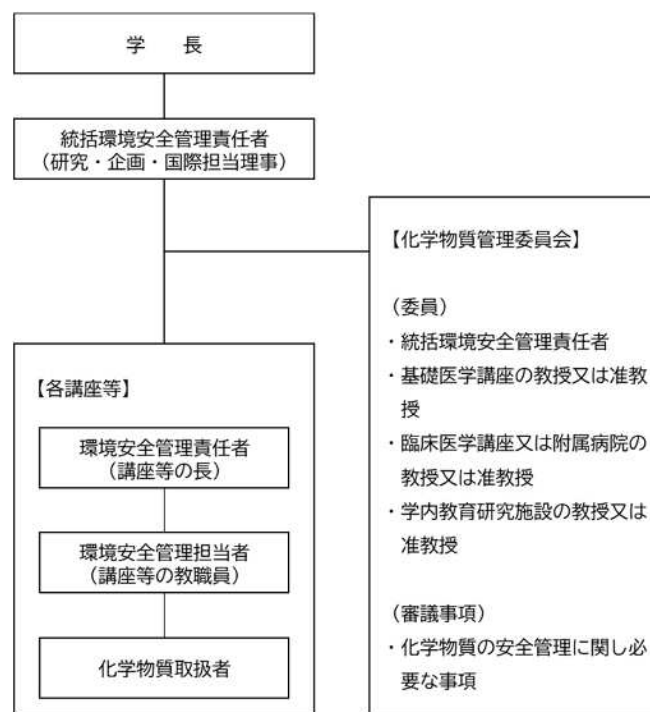 学　長
統括環境安全管理責任者
（研究・企画・国際担当理事）
【各講座等】
環境安全管理責任者
（講座等の長）
環境安全管理担当者
（講座等の教職員）
化学物質取扱者
【化学物質管理委員会】
（委員）
・統括環境安全管理責任者
・基礎医学講座の教授又は准教
授
・臨床医学講座又は附属病院の
教授又は准教授
・学内教育研究施設の教授又は
准教授
（審議事項）
・化学物質の安全管理に関し必
要な事項